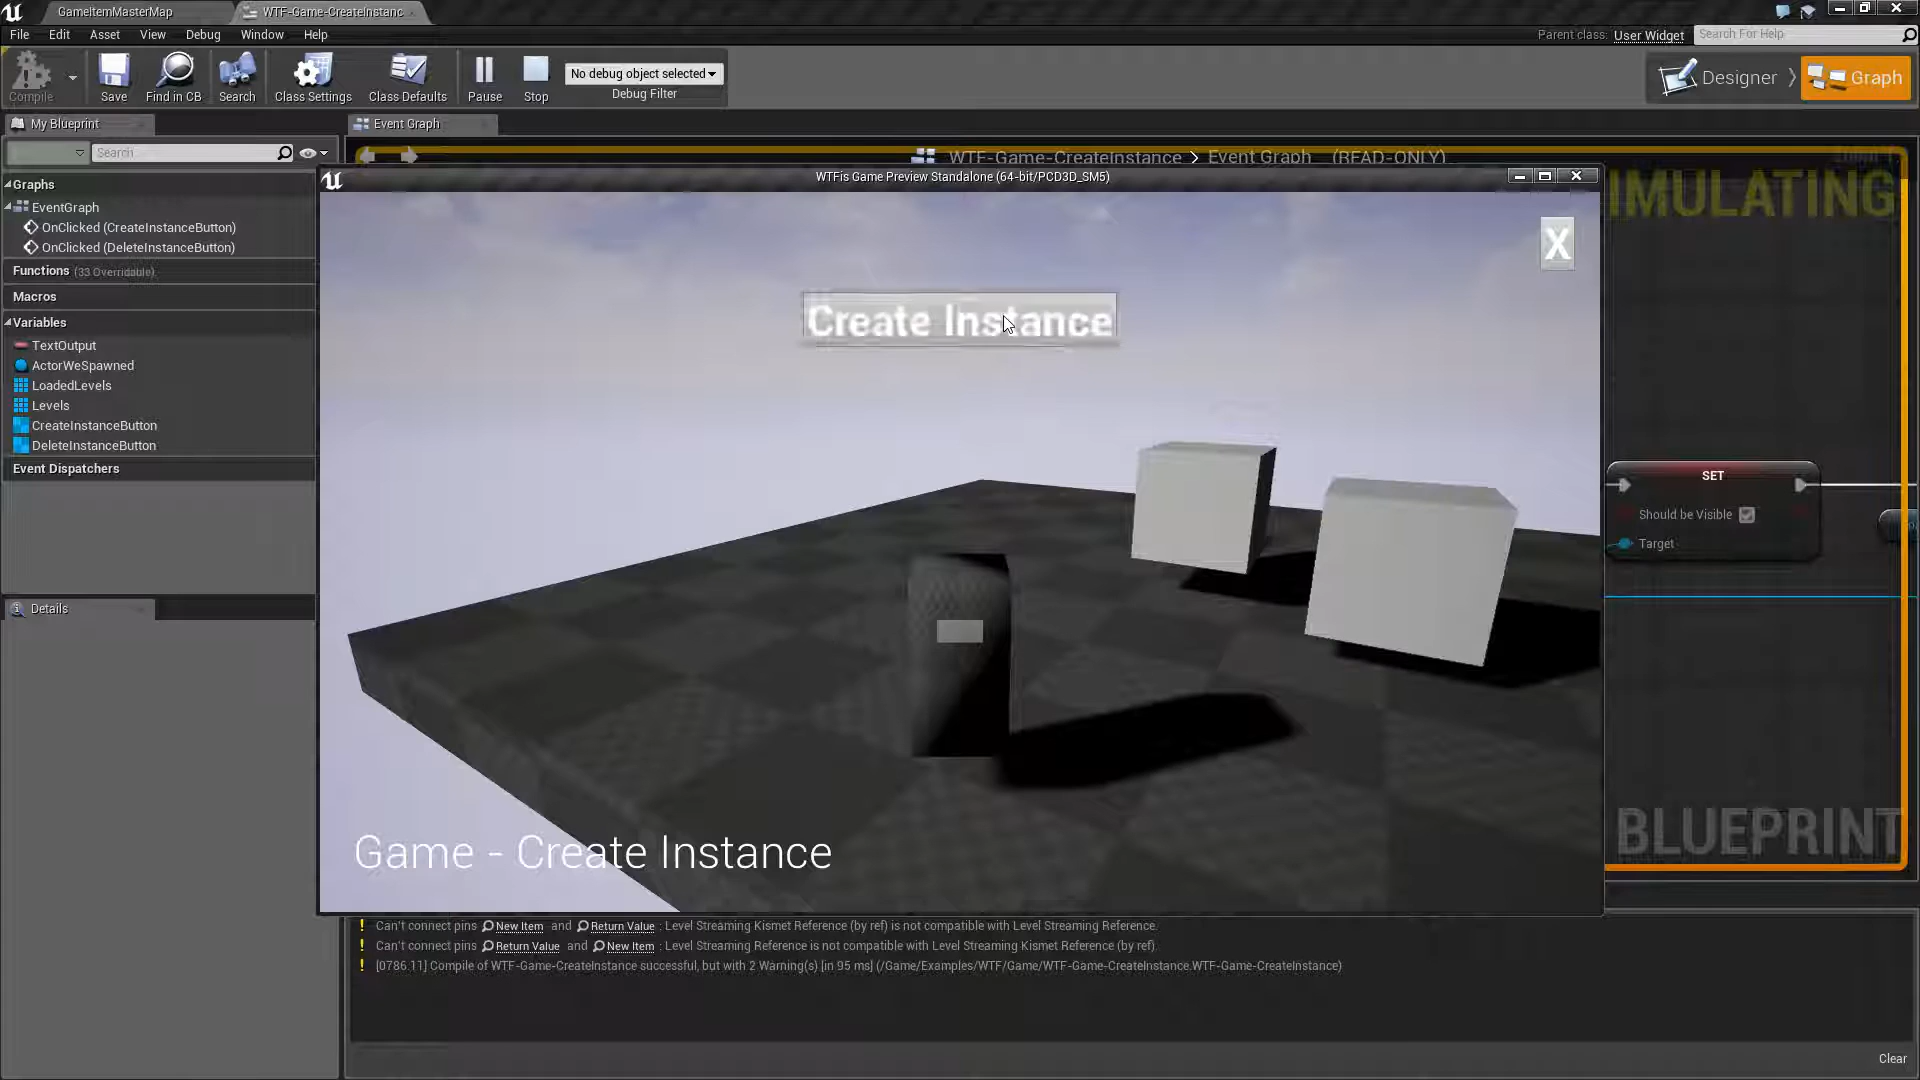 GameItemMasterMap
WTF-Game-CreateInstanc
File Edit Asset View Debug Window Help
Parent class: User Widget
Search For Help
Compile
Save
Find in CB
Search
Class Settings
Class Defaults
Pause
Stop
No debug object selected
Debug Filter
Designer
Graph
My Blueprint
Event Graph
Search
WTF-Game-CreateInstance > Event Graph (READ-ONLY)
WTFis Game Preview Standalone (64-bit/PCD3D_SM5)
Graphs
EventGraph
OnClicked (CreateInstanceButton)
OnClicked (DeleteInstanceButton)
Functions (33 Overridable)
Macros
Variables
TextOutput
ActorWeSpawned
LoadedLevels
Levels
CreateInstanceButton
DeleteInstanceButton
Event Dispatchers
Details
IMULATING
X
Create Instance
SET
Should be Visible
Target
Game - Create Instance
BLUEPRINT
Can't connect pins New Item and Return Value : Level Streaming Kismet Reference (by ref) is not compatible with Level Streaming Reference.
Can't connect pins Return Value and New Item : Level Streaming Reference is not compatible with Level Streaming Kismet Reference (by ref).
[0786.11] Compile of WTF-Game-CreateInstance successful, but with 2 Warning(s) [in 95 ms] (/Game/Examples/WTF/Game/WTF-Game-CreateInstance.WTF-Game-CreateInstance)
Clear